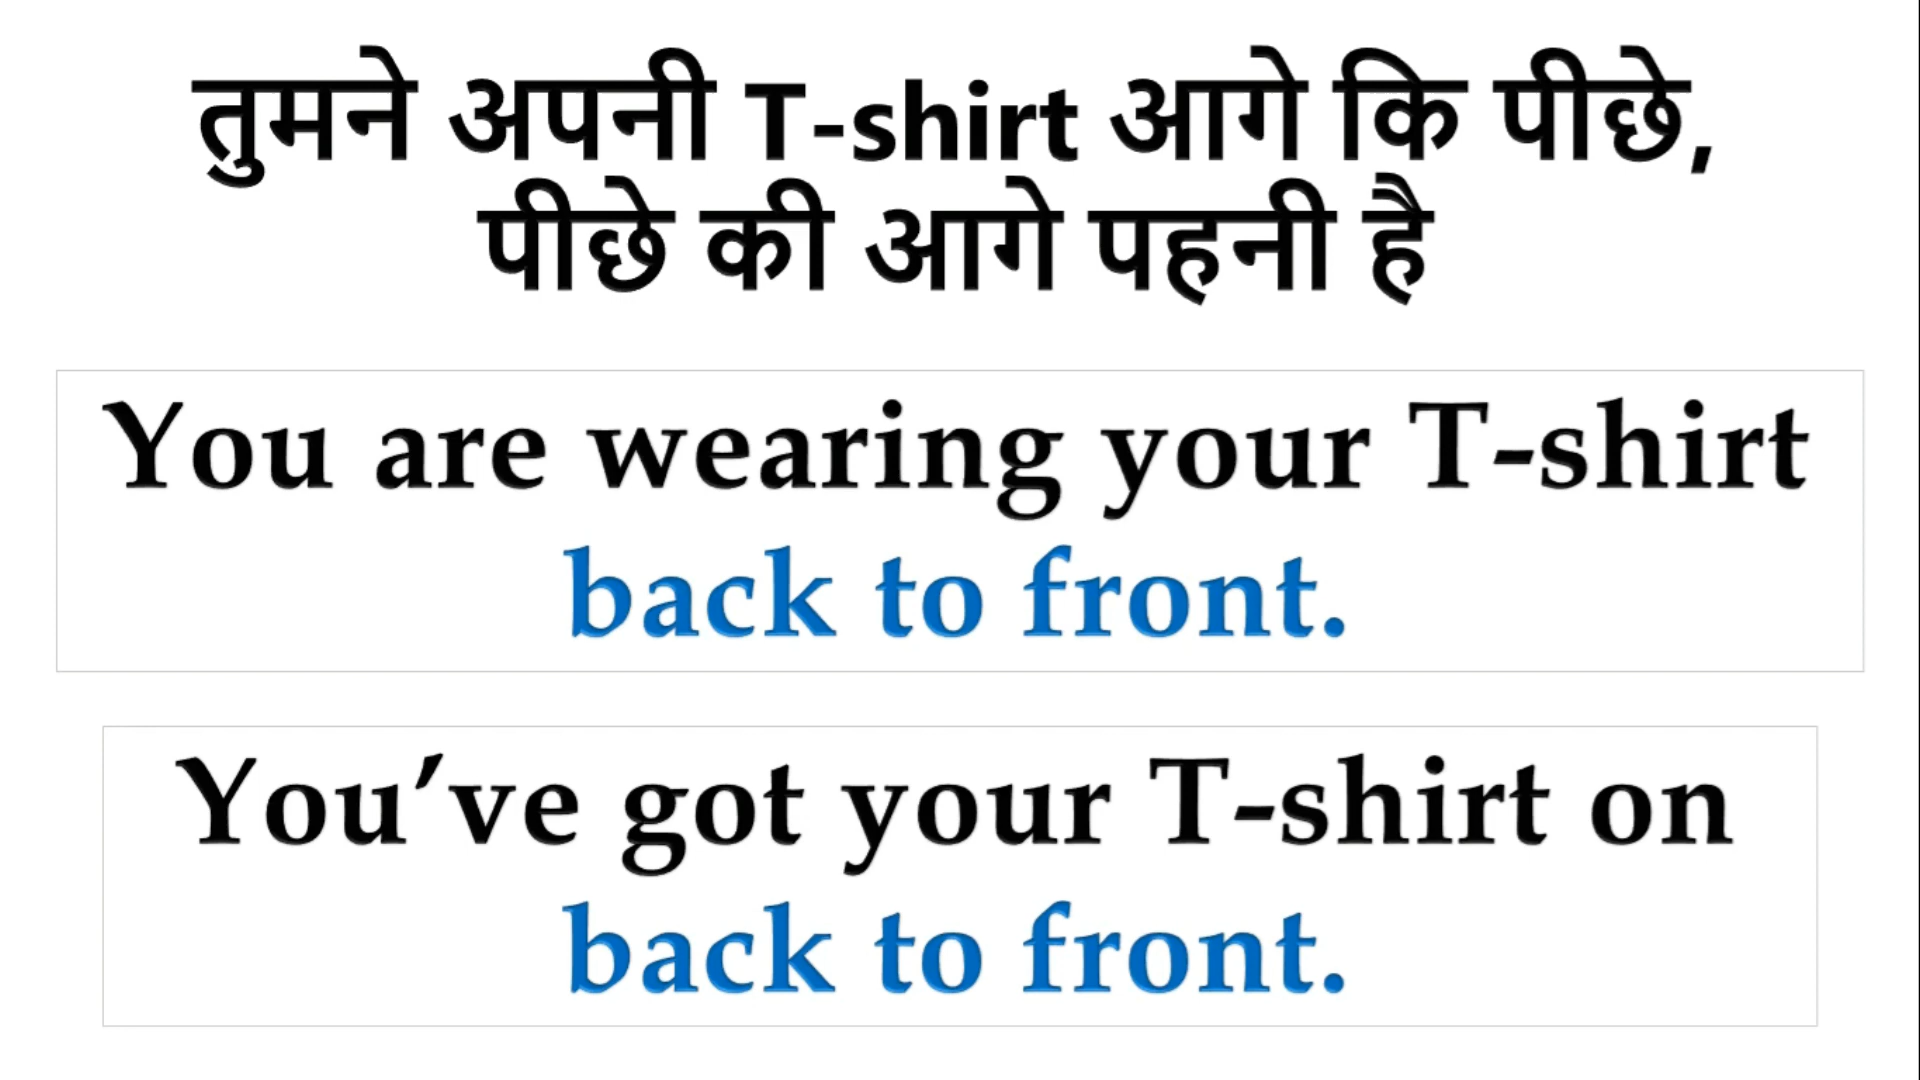 तुमने अपनी T-shirt आगे कि पीछे,
पीछे की आगे पहनी है
You are wearing your T-shirt
back to front.
You’ve got your T-shirt on
back to front.